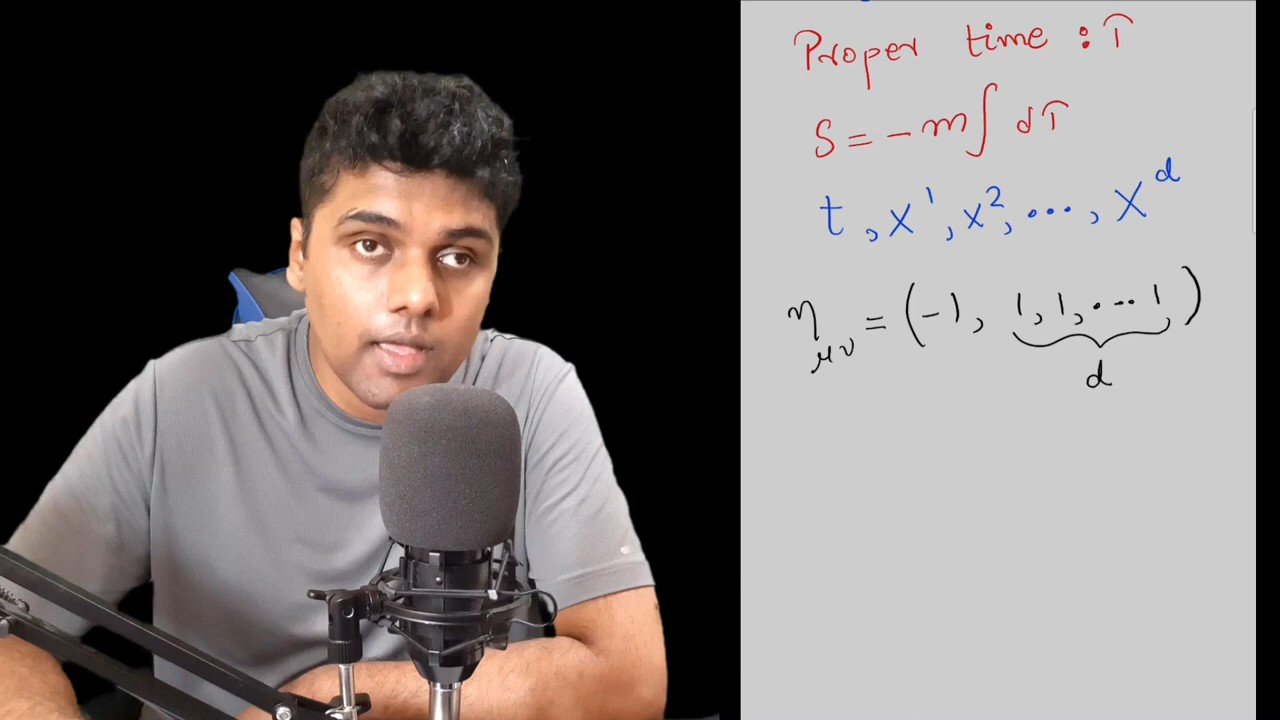 Proper time : τ
S = -m∫ dτ
t, x¹, x², ..., x^d
η_μν = (-1, 1, 1, ... 1)
d